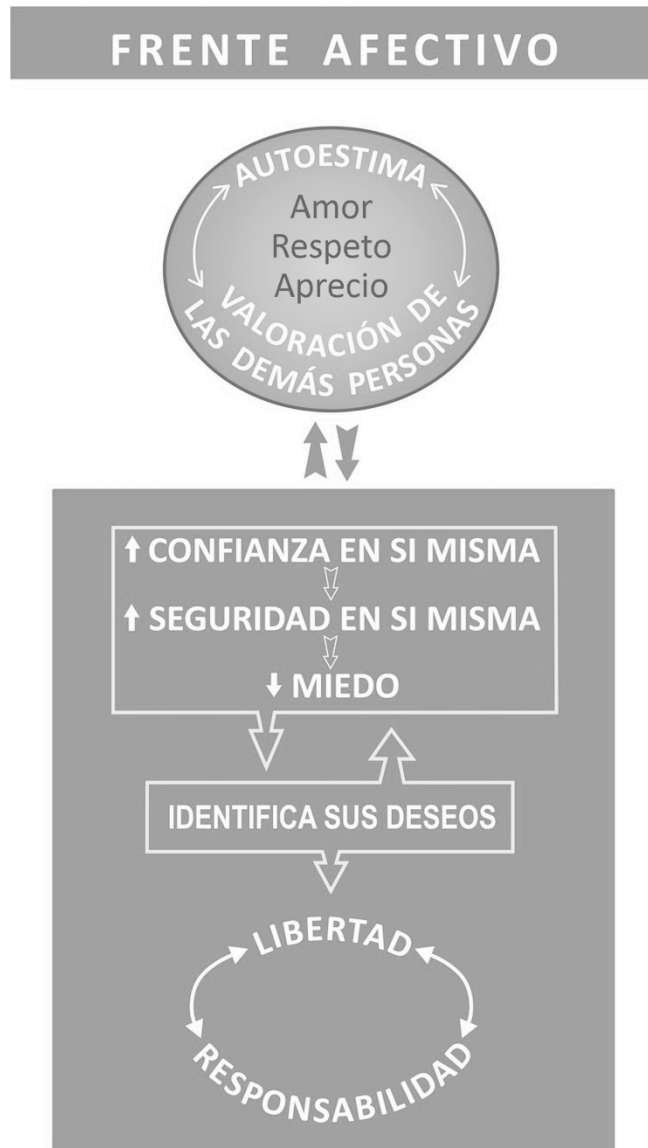 FRENTE AFECTIVO
AUTOESTIMA
Amor
Respeto
Aprecio
VALORACIÓN DE
LAS DEMÁS PERSONAS
CONFIANZA EN SI MISMA
SEGURIDAD EN SI MISMA
MIEDO
IDENTIFICA SUS DESEOS
LIBERTAD
RESPONSABILIDAD